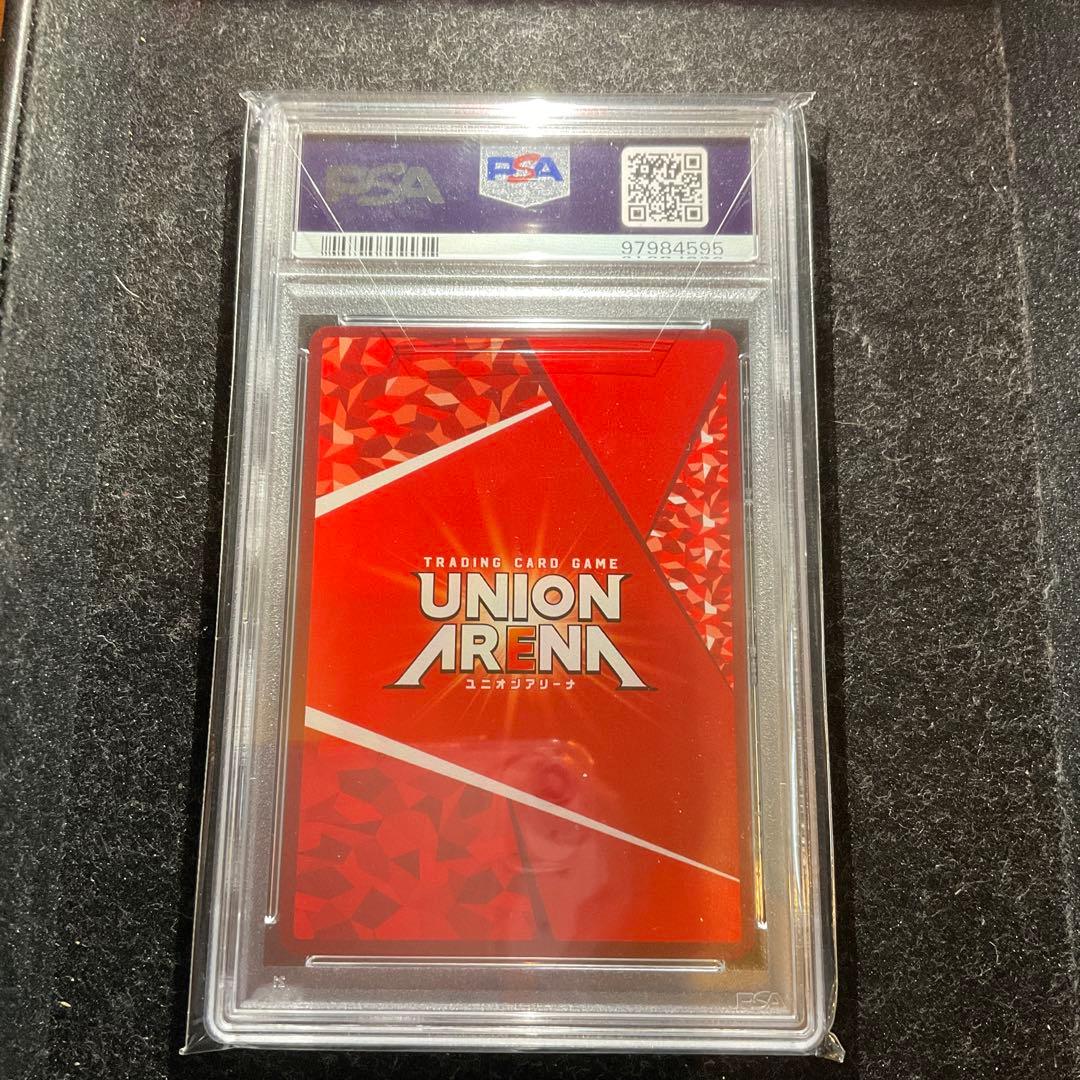 PSA
PSA
97984595
TRADING CARD GAME
UNION
ARENA
ユニオンアリーナ
PSA